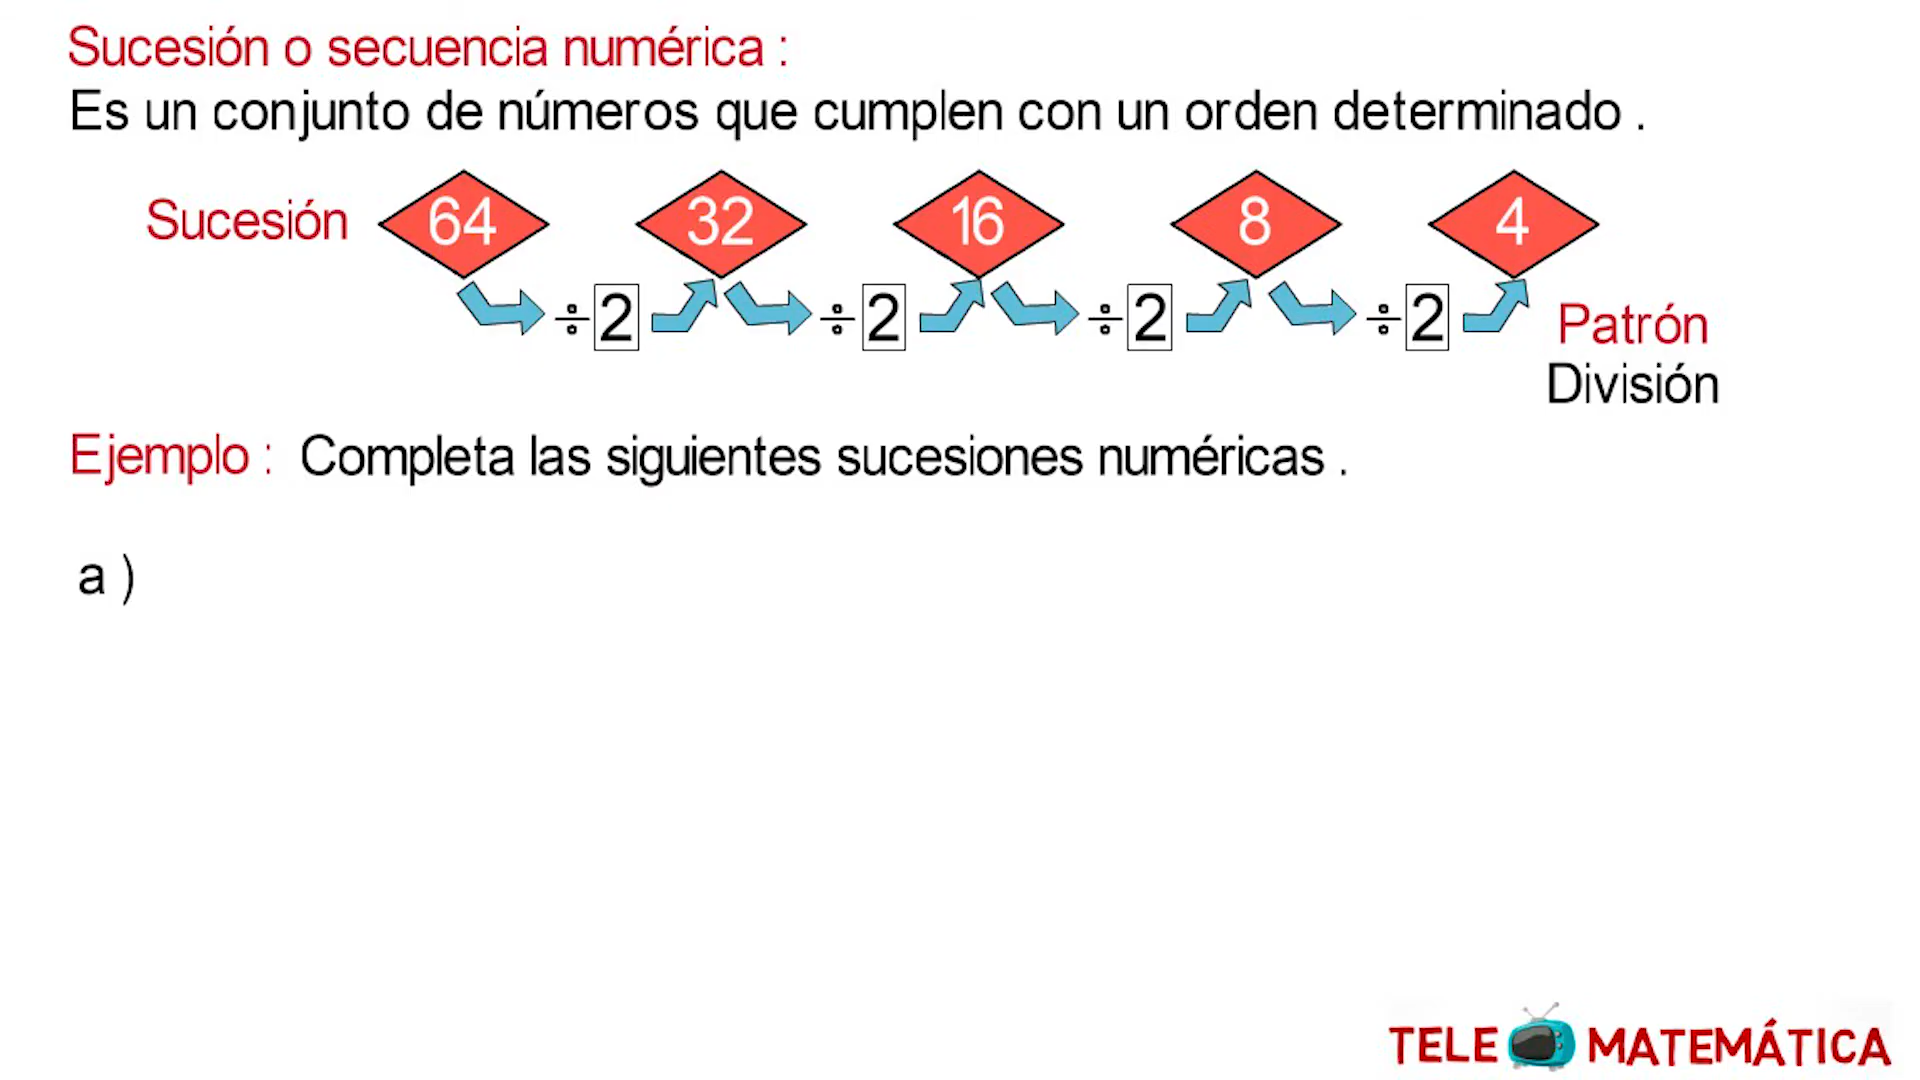 Sucesión o secuencia numérica :
Es un conjunto de números que cumplen con un orden determinado .
Sucesión 64 32 16 8 4
÷ 2 ÷ 2 ÷ 2 ÷ 2 Patrón
División
Ejemplo : Completa las siguientes sucesiones numéricas .
a )
TELE MATEMÁTICA